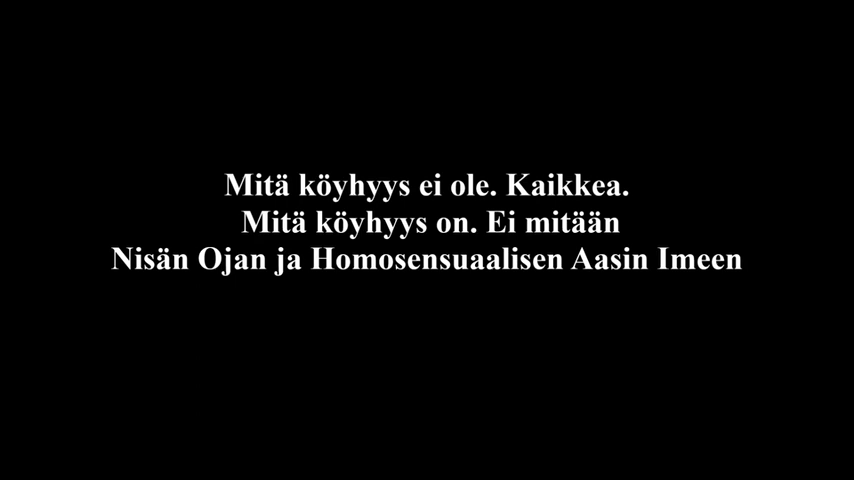 Mitä köyhyys ei ole. Kaikkea.
Mitä köyhyys on. Ei mitään
Nisän Ojan ja Homosensuaalisen Aasin Imeen